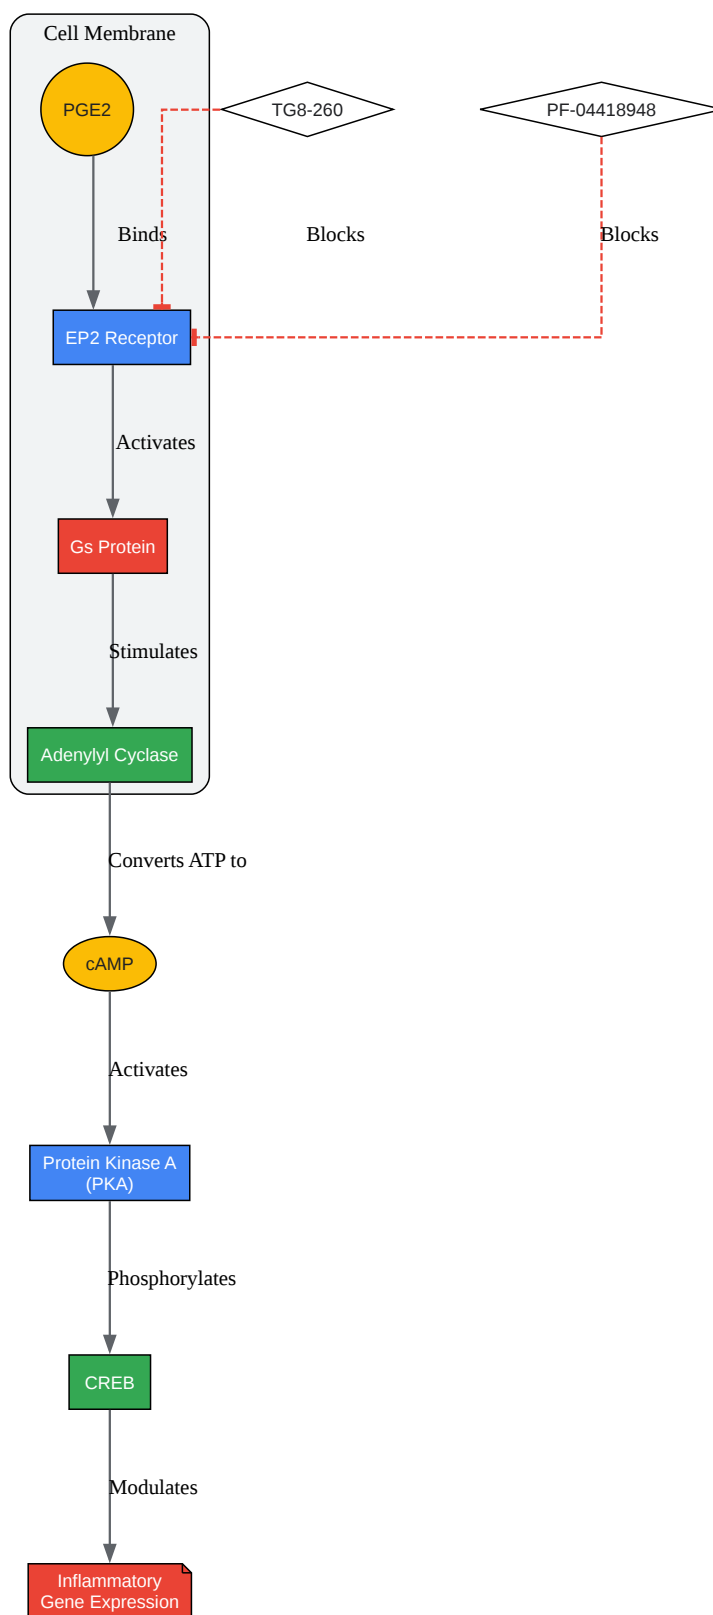 Cell Membrane
PGE2
TG8-260
PF-04418948
Binds
Blocks
Blocks
EP2 Receptor
Activates
Gs Protein
Stimulates
Adenylyl Cyclase
Converts ATP to
cAMP
Activates
Protein Kinase A
(PKA)
Phosphorylates
CREB
Modulates
Inflammatory
Gene Expression